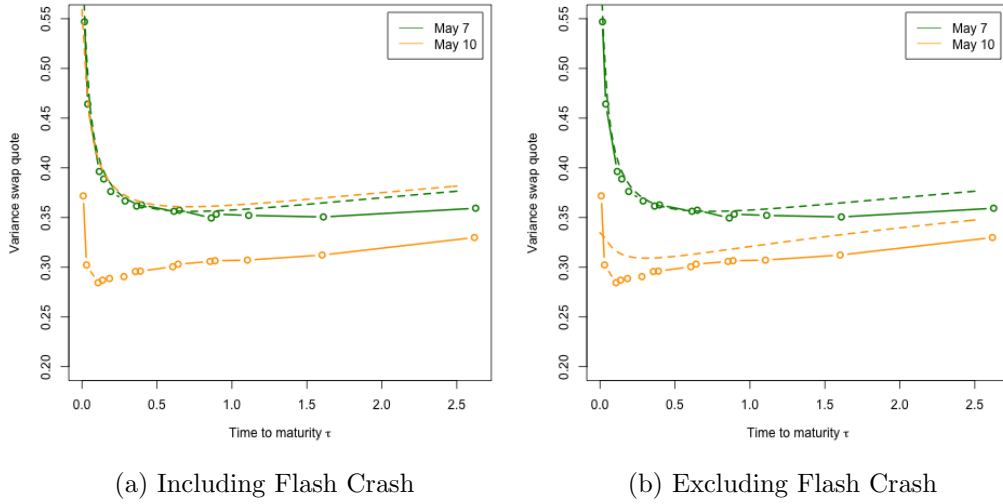 May 7
May 10
0.55
0.50
0.45
0.40
0.35
0.30
0.25
0.20
Variance swap quote
0.0 0.5 1.0 1.5 2.0 2.5
Time to maturity τ
(a) Including Flash Crash
May 7
May 10
0.55
0.50
0.45
0.40
0.35
0.30
0.25
0.20
Variance swap quote
0.0 0.5 1.0 1.5 2.0 2.5
Time to maturity τ
(b) Excluding Flash Crash